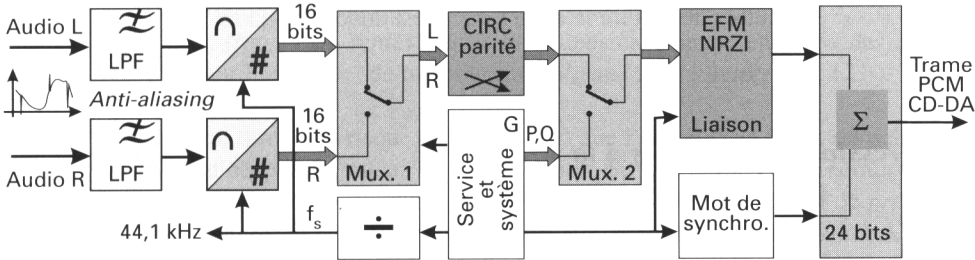 Audio L
LPF
∩
#
16
bits
L
R
CIRC
parité
EFM
NRZI
Liaison
Trame
PCM
CD-DA
Anti-aliasing
Audio R
LPF
∩
#
16
bits
R
Mux. 1
G
Service
et
système
P,Q
Mux. 2
Σ
24 bits
44,1 kHz
fs
÷
Mot de
synchro.